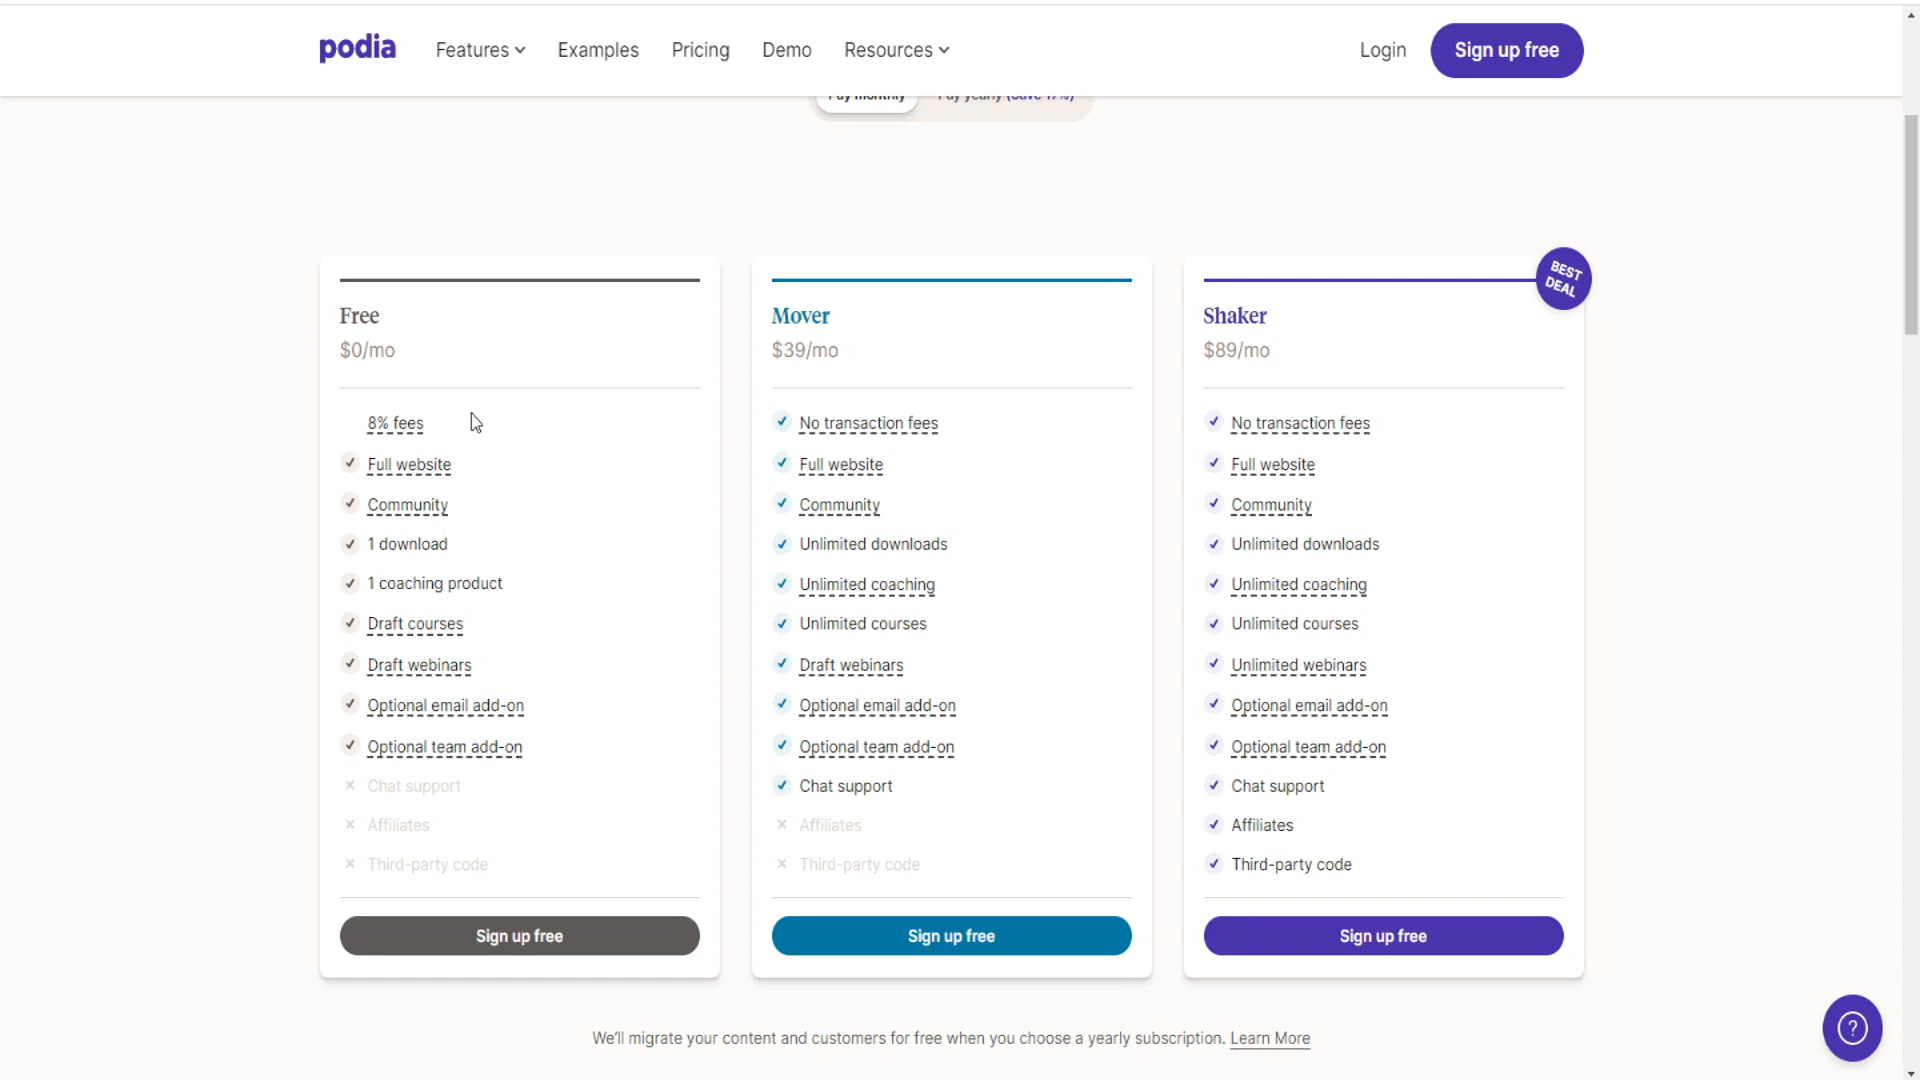 podia
Features
Examples
Pricing
Demo
Resources
Login
Sign up free
Pay monthly
Pay yearly (Save 17%)
BEST
DEAL
Free
$0/mo
8% fees
Full website
Community
1 download
1 coaching product
Draft courses
Draft webinars
Optional email add-on
Optional team add-on
Chat support
Affiliates
Third-party code
Sign up free
Mover
$39/mo
No transaction fees
Full website
Community
Unlimited downloads
Unlimited coaching
Unlimited courses
Draft webinars
Optional email add-on
Optional team add-on
Chat support
Affiliates
Third-party code
Sign up free
Shaker
$89/mo
No transaction fees
Full website
Community
Unlimited downloads
Unlimited coaching
Unlimited courses
Unlimited webinars
Optional email add-on
Optional team add-on
Chat support
Affiliates
Third-party code
Sign up free
We'll migrate your content and customers for free when you choose a yearly subscription. Learn More
?